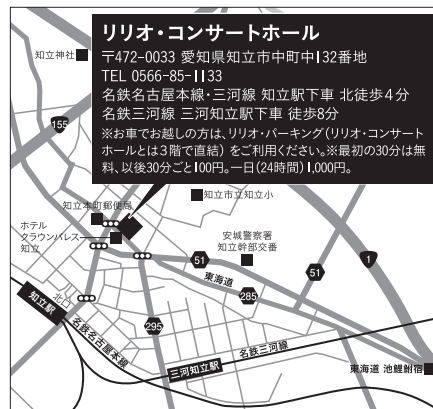 リリオ・コンサートホール
〒472-0033 愛知県知立市中町中132番地
TEL 0566-85-1133
名鉄名古屋本線・三河線 知立駅下車 北徒歩4分
名鉄三河線 三河知立駅下車 徒歩8分
※お車でお越しの方は、リリオ・パーキング(リリオ・コンサート
ホールとは3階で直結) をご利用ください。※最初の30分は無
料、以後30分ごと100円。一日(24時間)1,000円。
知立神社
155
知立市立知立小
知立本町郵便局
ホテル
クラウンパレス
知立
安城警察署
知立幹部交番
51
51
1
東海道
285
知立駅
北口
名鉄名古屋本線
295
三河知立駅
名鉄三河線
東海道 池鯉鮒宿